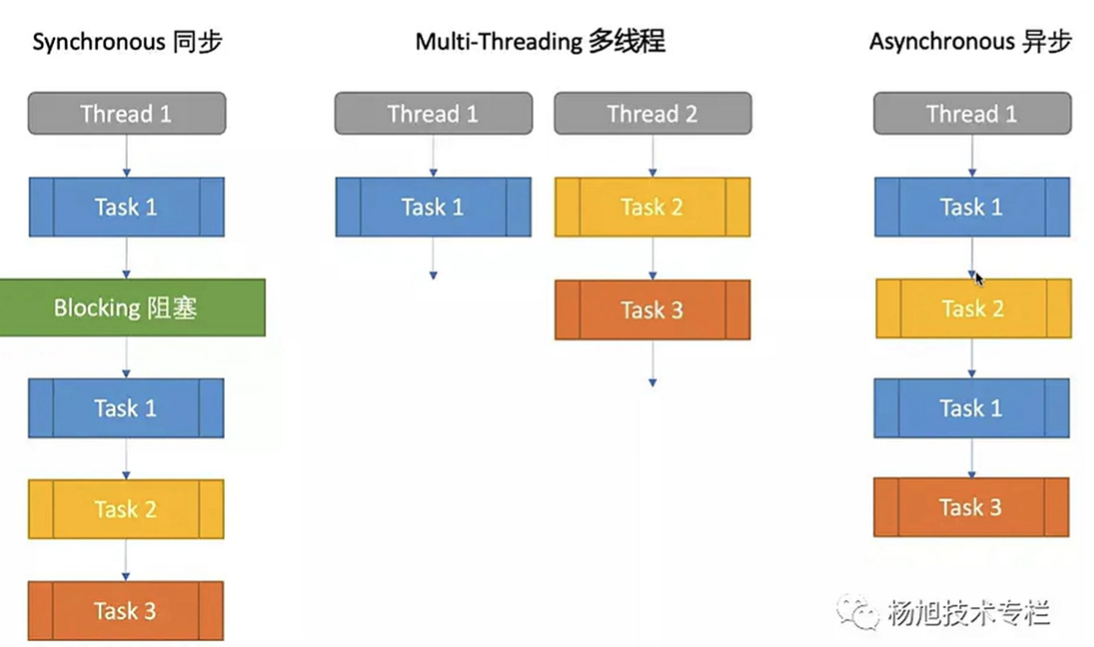 Synchronous 同步
Thread 1
Task 1
Blocking 阻塞
Task 1
Task 2
Task 3
Multi-Threading 多线程
Thread 1
Task 1
Thread 2
Task 2
Task 3
Asynchronous 异步
Thread 1
Task 1
Task 2
Task 1
Task 3
杨旭技术专栏